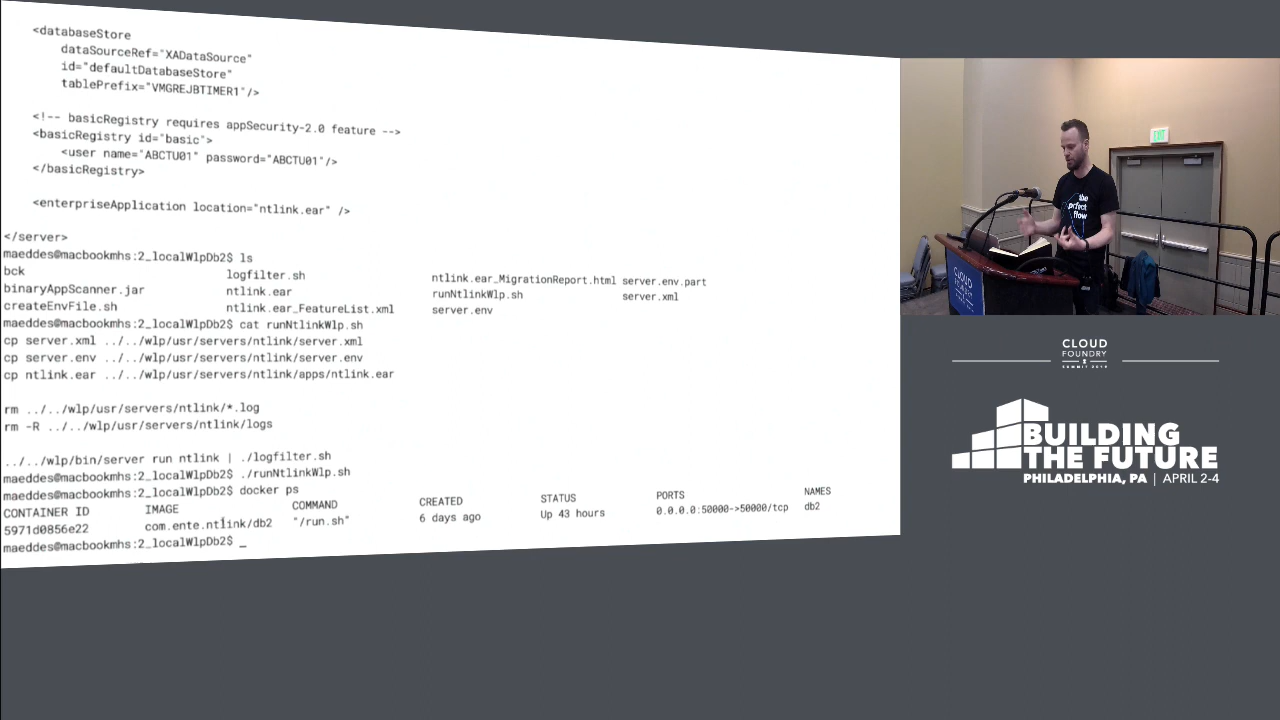 <databaseStore
dataSourceRef="XADataSource"
id="defaultDatabaseStore"
tablePrefix="VMGREJBTIMER1"/>
<!-- basicRegistry requires appSecurity-2.0 feature -->
<basicRegistry id="basic">
<user name="ABCTU01" password="ABCTU01"/>
</basicRegistry>
<enterpriseApplication location="ntlink.ear" />
</server>
maeddes@macbookmhs:2_localWlpDb2$ ls
bck logfilter.sh ntlink.ear_MigrationReport.html server.env.part
binaryAppScanner.jar ntlink.ear runNtlinkWlp.sh server.xml
createEnvFile.sh ntlink.ear_FeatureList.xml server.env
maeddes@macbookmhs:2_localWlpDb2$ cat runNtlinkWlp.sh
cp server.xml ../../wlp/usr/servers/ntlink/server.xml
cp server.env ../../wlp/usr/servers/ntlink/server.env
cp ntlink.ear ../../wlp/usr/servers/ntlink/apps/ntlink.ear
rm ../../wlp/usr/servers/ntlink/*.log
rm -R ../../wlp/usr/servers/ntlink/logs
../../wlp/bin/server run ntlink | ./logfilter.sh
maeddes@macbookmhs:2_localWlpDb2$ ./runNtlinkWlp.sh
maeddes@macbookmhs:2_localWlpDb2$ docker ps
CONTAINER ID IMAGE COMMAND CREATED STATUS PORTS NAMES
5971d0856e22 com.ente.ntlink/db2 "/run.sh" 6 days ago Up 43 hours 0.0.0.0:50000->50000/tcp db2
maeddes@macbookmhs:2_localWlpDb2$ _
EXIT
the
perfect
flow
CLOUD
FOUNDRY
CLOUD
FOUNDRY
SUMMIT 2019
BUILDING
THE FUTURE
PHILADELPHIA, PA | APRIL 2-4